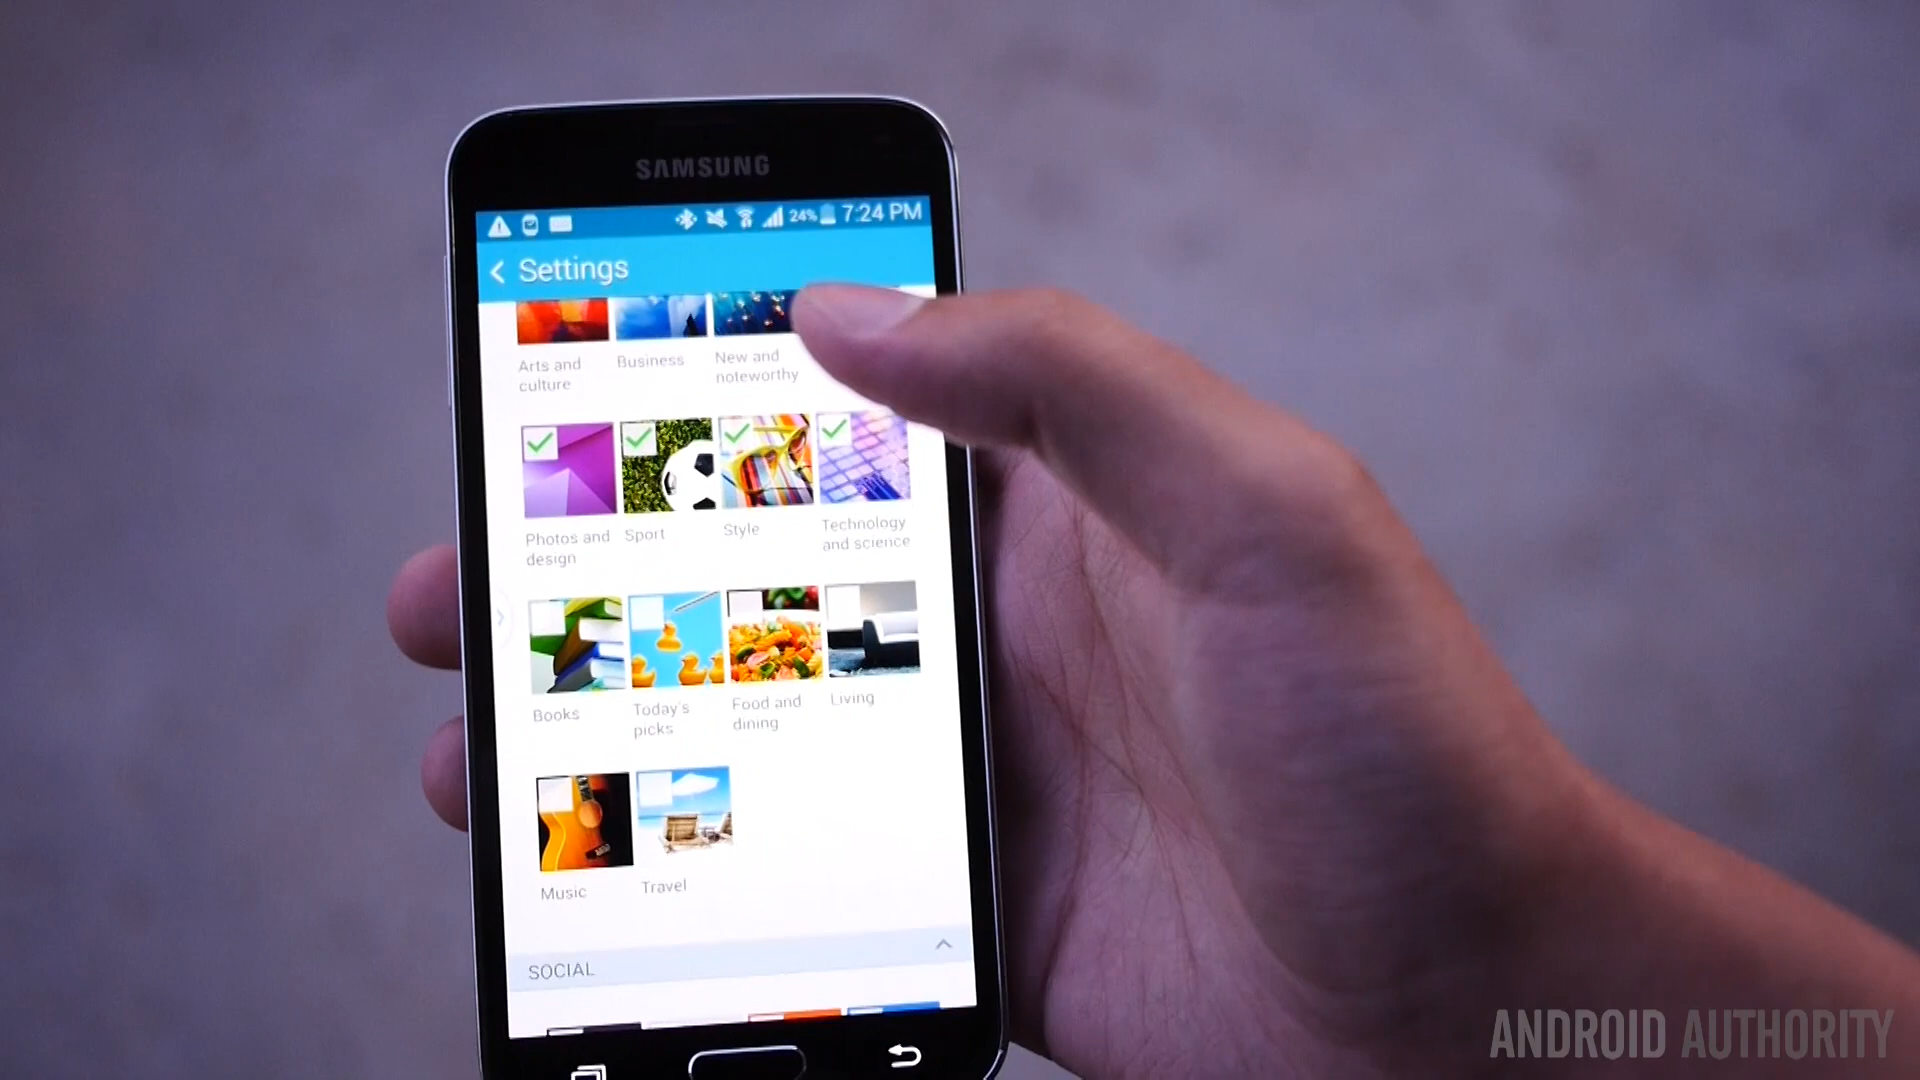 SAMSUNG
24% 7:24 PM
Settings
Arts and
culture
Business
New and
noteworthy
Photos and
design
Sport
Style
Technology
and science
Books
Today's
picks
Food and
dining
Living
Music
Travel
SOCIAL
ANDROID AUTHORITY